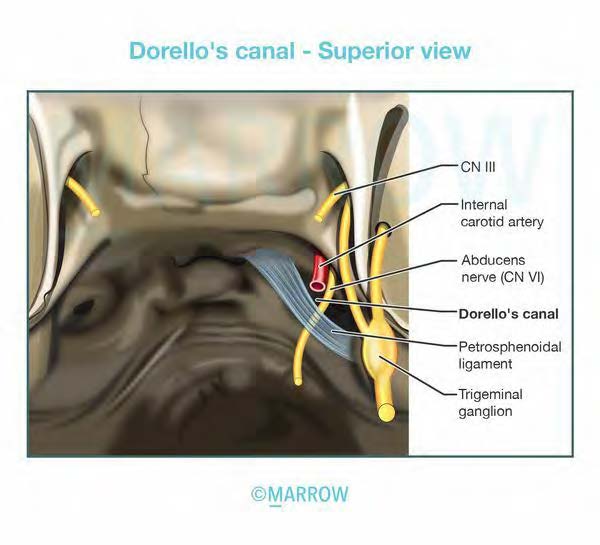 Dorello's canal - Superior view
CN III
Internal
carotid artery
Abducens
nerve (CN VI)
Dorello's canal
Petrosphenoidal
ligament
Trigeminal
ganglion
MARROW
©MARROW